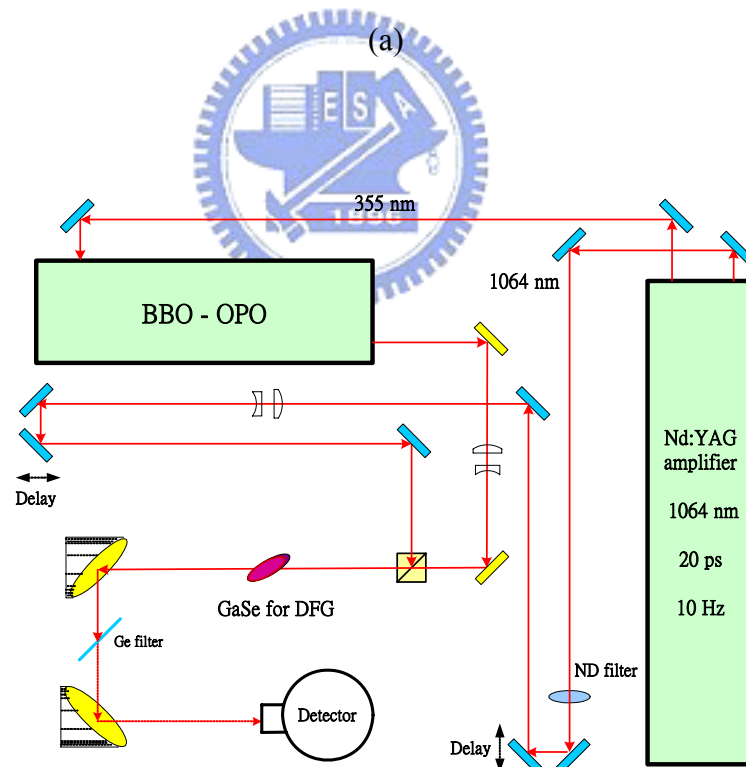 (a)
E S A
1896
355 nm
1064 nm
BBO - OPO
Nd:YAG
amplifier
1064 nm
20 ps
10 Hz
Delay
GaSe for DFG
Ge filter
ND filter
Detector
Delay